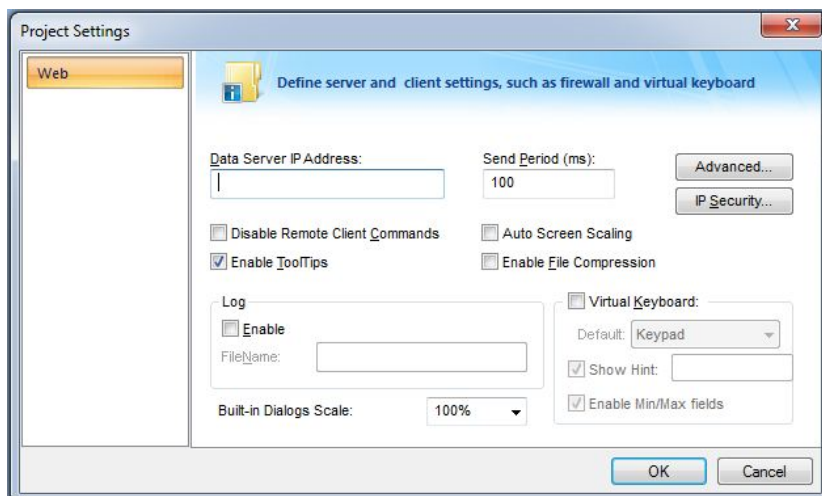 Project Settings
Web
Define server and client settings, such as firewall and virtual keyboard
Data Server IP Address:
Send Period (ms):
100
Advanced...
IP Security...
Disable Remote Client Commands
Auto Screen Scaling
Enable ToolTips
Enable File Compression
Log
Enable
FileName:
Virtual Keyboard:
Default: Keypad
Show Hint:
Enable Min/Max fields
Built-in Dialogs Scale: 100%
OK
Cancel